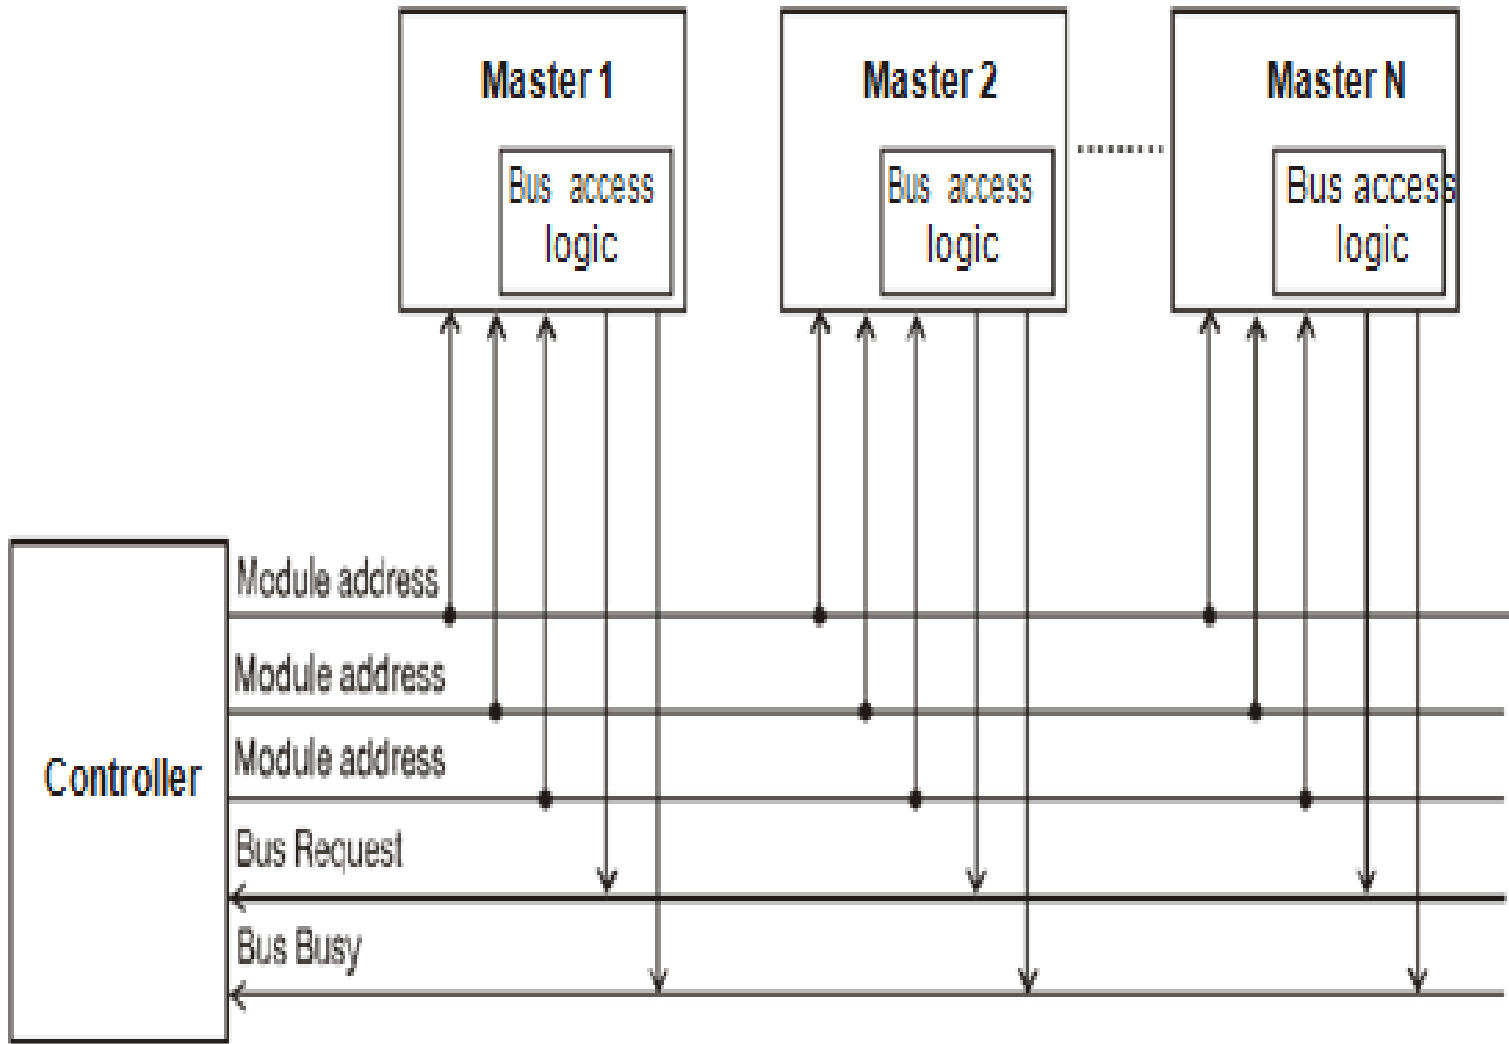 Master 1
Master 2
Master N
Bus access
logic
Bus access
logic
Bus access
logic
Module address
Module address
Module address
Controller
Bus Request
Bus Busy